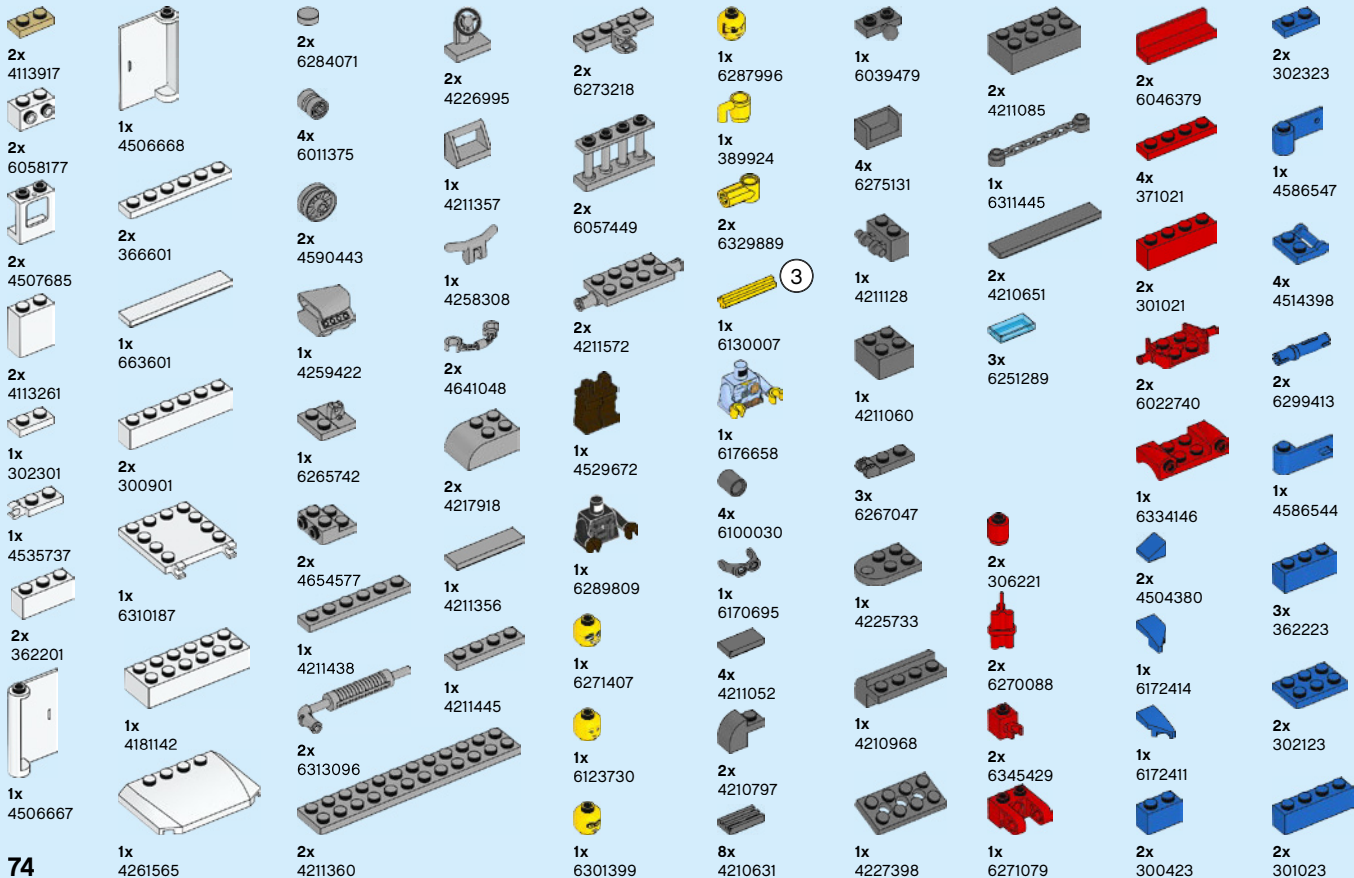 2x
4113917
2x
6058177
2x
4507685
2x
4113261
1x
302301
1x
4535737
2x
362201
1x
4506667
1x
4506668
2x
366601
1x
663601
2x
300901
1x
6310187
1x
4181142
1x
4261565
2x
6284071
4x
6011375
2x
4590443
1x
4259422
1x
6265742
2x
4654577
1x
4211438
2x
6313096
2x
4211360
2x
4226995
1x
4211357
1x
4258308
2x
4641048
2x
4217918
1x
4211356
1x
4211445
2x
6273218
2x
6057449
2x
4211572
1x
4529672
1x
6289809
1x
6271407
1x
6123730
1x
6301399
1x
6287996
1x
389924
2x
6329889
3
1x
6130007
1x
6176658
4x
6100030
1x
6170695
4x
4211052
2x
4210797
8x
4210631
1x
6039479
4x
6275131
1x
4211128
1x
4211060
3x
6267047
1x
4225733
1x
4210968
1x
4227398
2x
4211085
1x
6311445
2x
4210651
3x
6251289
2x
306221
2x
6270088
2x
6345429
1x
6271079
2x
6046379
4x
371021
2x
301021
2x
6022740
1x
6334146
2x
4504380
1x
6172414
1x
6172411
2x
300423
2x
302323
1x
4586547
4x
4514398
2x
6299413
1x
4586544
3x
362223
2x
302123
2x
301023
74